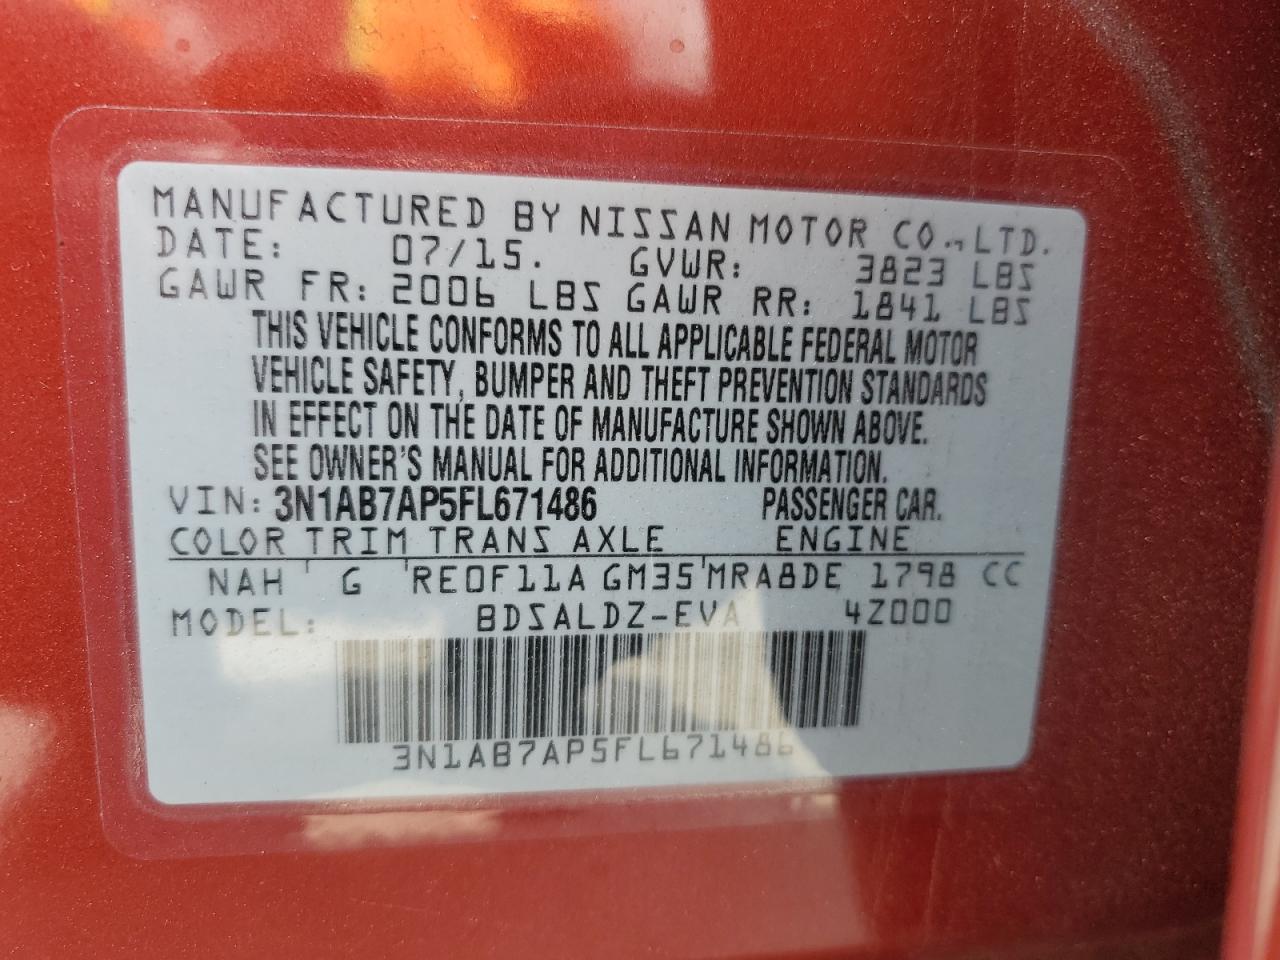 MANUFACTURED BY NISSAN MOTOR CO.,LTD.
DATE: 07/15. GVWR: 3823 LBS
GAWR FR: 2006 LBS GAWR RR: 1841 LBS
THIS VEHICLE CONFORMS TO ALL APPLICABLE FEDERAL MOTOR
VEHICLE SAFETY, BUMPER AND THEFT PREVENTION STANDARDS
IN EFFECT ON THE DATE OF MANUFACTURE SHOWN ABOVE.
SEE OWNER'S MANUAL FOR ADDITIONAL INFORMATION.
VIN: 3N1AB7AP5FL671486 PASSENGER CAR.
COLOR TRIM TRANS AXLE ENGINE
NAH ' G 'RE0F11A GM35'MRA8DE 1798 CC
MODEL: BDSALDZ-EVA 4Z000
3N1AB7AP5FL671486